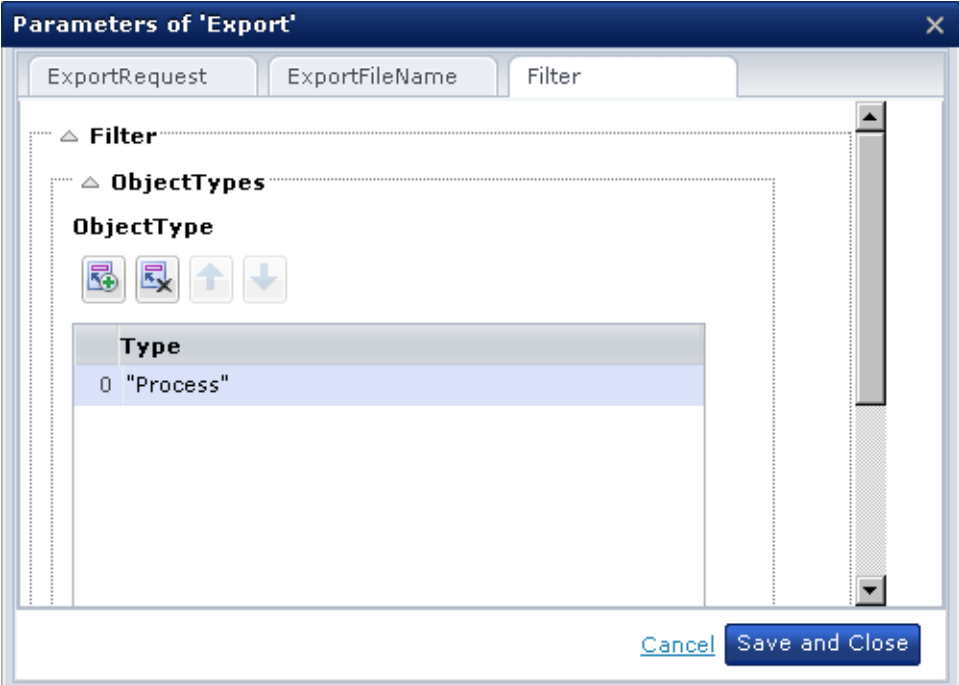 Parameters of 'Export'
ExportRequest ExportFileName Filter
Filter
ObjectTypes
ObjectType
Type
0 "Process"
Cancel Save and Close